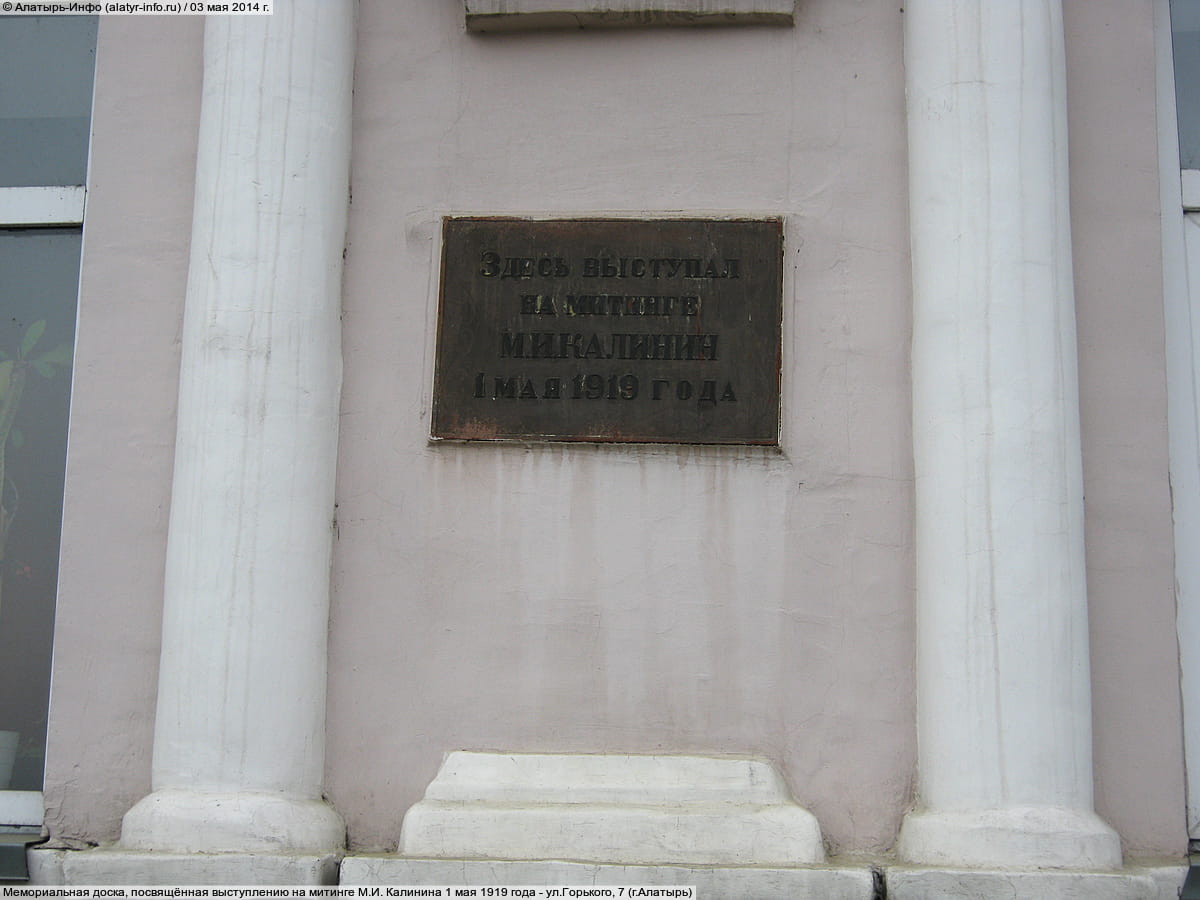 © Алатырь-Инфо (alatyr-info.ru) / 03 мая 2014 г.
Здесь выступал
на митинге
М.И.КАЛИНИН
1 мая 1919 года
Мемориальная доска, посвящённая выступлению на митинге М.И. Калинина 1 мая 1919 года - ул.Горького, 7 (г.Алатырь)